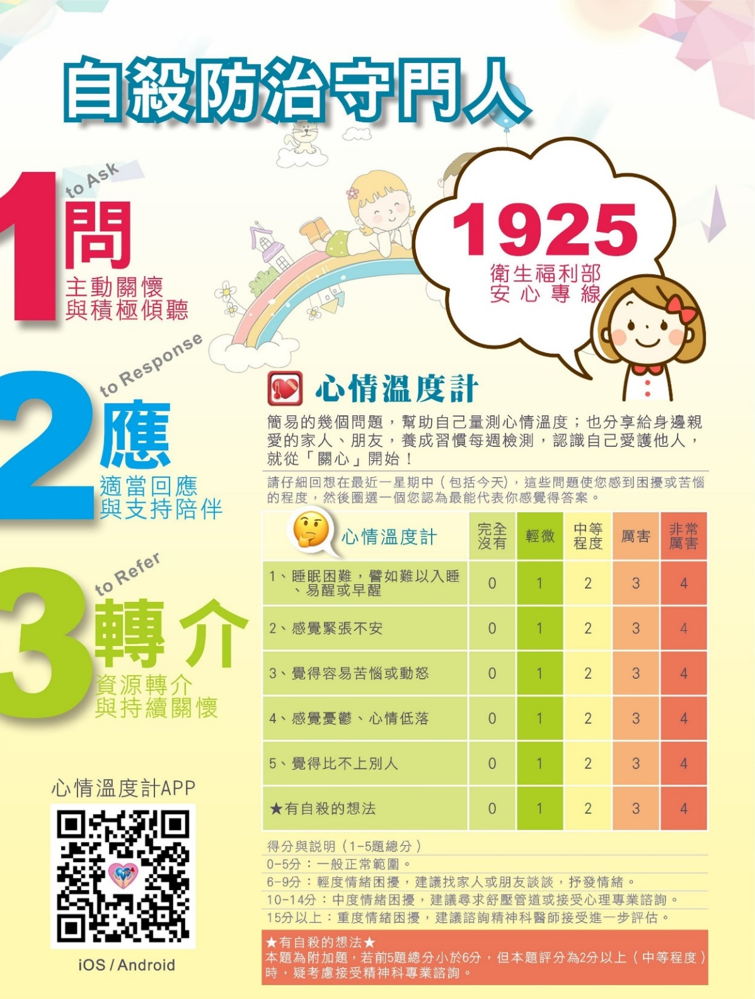 自殺防治守門人
1
to Ask
問
主動關懷
與積極傾聽
1925
衛生福利部
安心專線
2
to Response
應
適當回應
與支持陪伴
3
to Refer
轉介
資源轉介
與持續關懷
心情溫度計APP
iOS / Android
心情溫度計
簡易的幾個問題，幫助自己量測心情溫度；也分享給身邊親
愛的家人、朋友，養成習慣每週檢測，認識自己愛護他人，
就從「關心」開始！
請仔細回想在最近一星期中（包括今天），這些問題使您感到困擾或苦惱
的程度，然後圈選一個您認為最能代表你感覺得答案。
心情溫度計 完全沒有 輕微 中等程度 厲害 非常厲害
1、睡眠困難，譬如難以入睡
、易醒或早醒 0 1 2 3 4
2、感覺緊張不安 0 1 2 3 4
3、覺得容易苦惱或動怒 0 1 2 3 4
4、感覺憂鬱、心情低落 0 1 2 3 4
5、覺得比不上別人 0 1 2 3 4
★有自殺的想法 0 1 2 3 4
得分與説明（1-5題總分）
0-5分：一般正常範圍。
6-9分：輕度情緒困擾，建議找家人或朋友談談，抒發情緒。
10-14分：中度情緒困擾，建議尋求舒壓管道或接受心理專業諮詢。
15分以上：重度情緒困擾，建議諮詢精神科醫師接受進一步評估。
★有自殺的想法★
本題為附加題，若前5題總分小於6分，但本題評分為2分以上（中等程度）
時，疑考慮接受精神科專業諮詢。